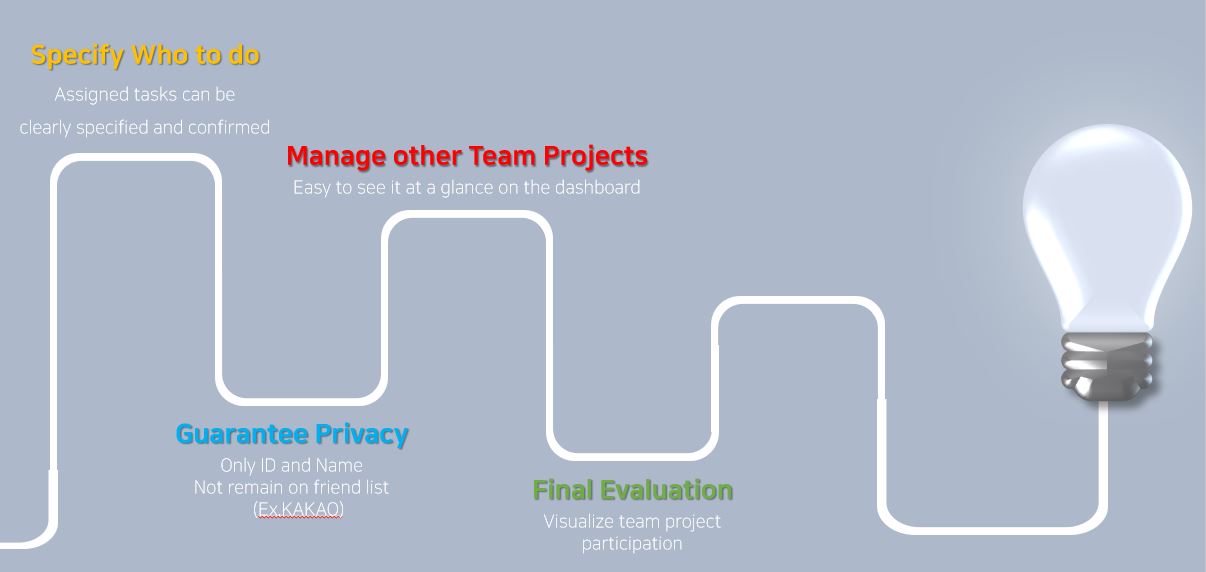 Specify Who to do
Assigned tasks can be
clearly specified and confirmed
Manage other Team Projects
Easy to see it at a glance on the dashboard
Guarantee Privacy
Only ID and Name
Not remain on friend list
(Ex.KAKAO)
Final Evaluation
Visualize team project
participation